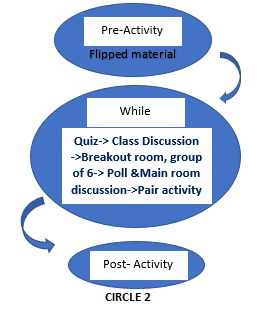 Pre-Activity
Flipped material
While
Quiz-> Class Discussion
->Breakout room, group
of 6-> Poll &Main room
discussion->Pair activity
Post- Activity
CIRCLE 2